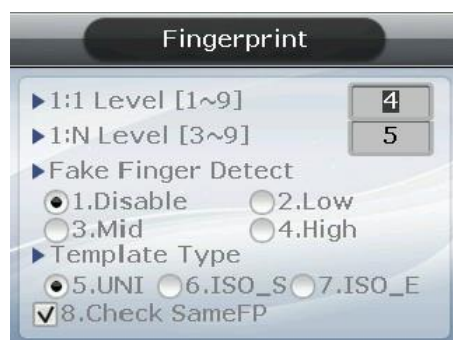 Fingerprint
1:1 Level [1~9] 4
1:N Level [3~9] 5
Fake Finger Detect
1.Disable 2.Low
3.Mid 4.High
Template Type
5.UNI 6.ISO_S 7.ISO_E
8.Check SameFP